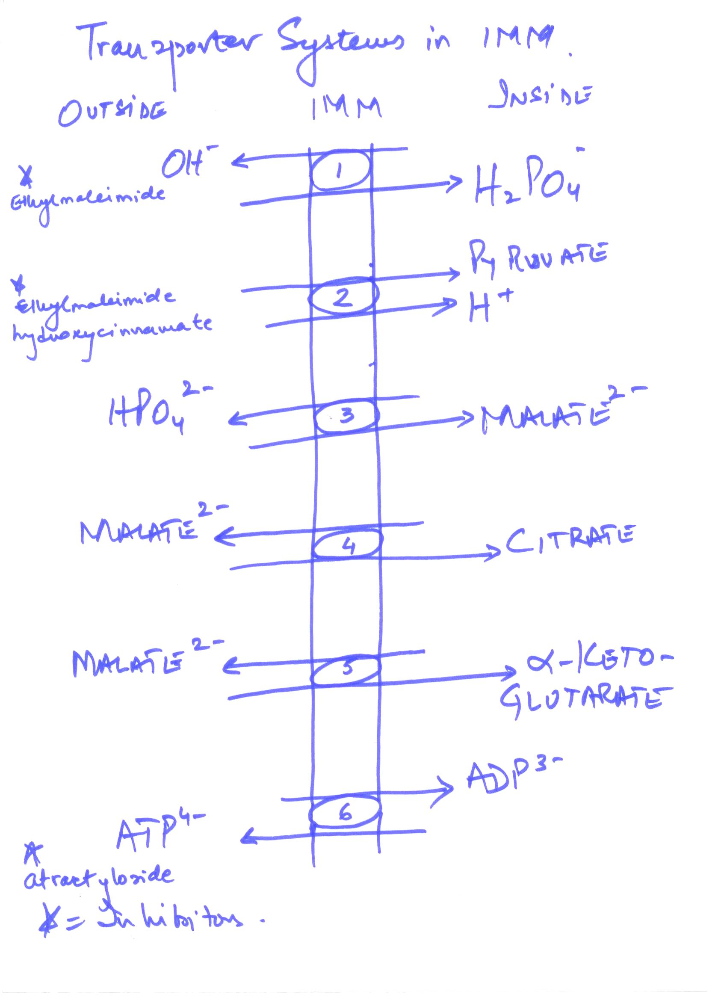 Transporter Systems in IMM.
OUTSIDE IMM INSIDE
OH⁻ 1 H₂PO₄⁻
*
Ethylmaleimide
PYRUVATE
2 H⁺
*
Ethylmaleimide
hydroxycinnamate
HPO₄²⁻ 3 MALATE²⁻
MALATE²⁻ 4 CITRATE
MALATE²⁻ 5 α-KETO-
GLUTARATE
ADP³⁻
6
ATP⁴⁻
*
atractyloside
* = Inhibitors.